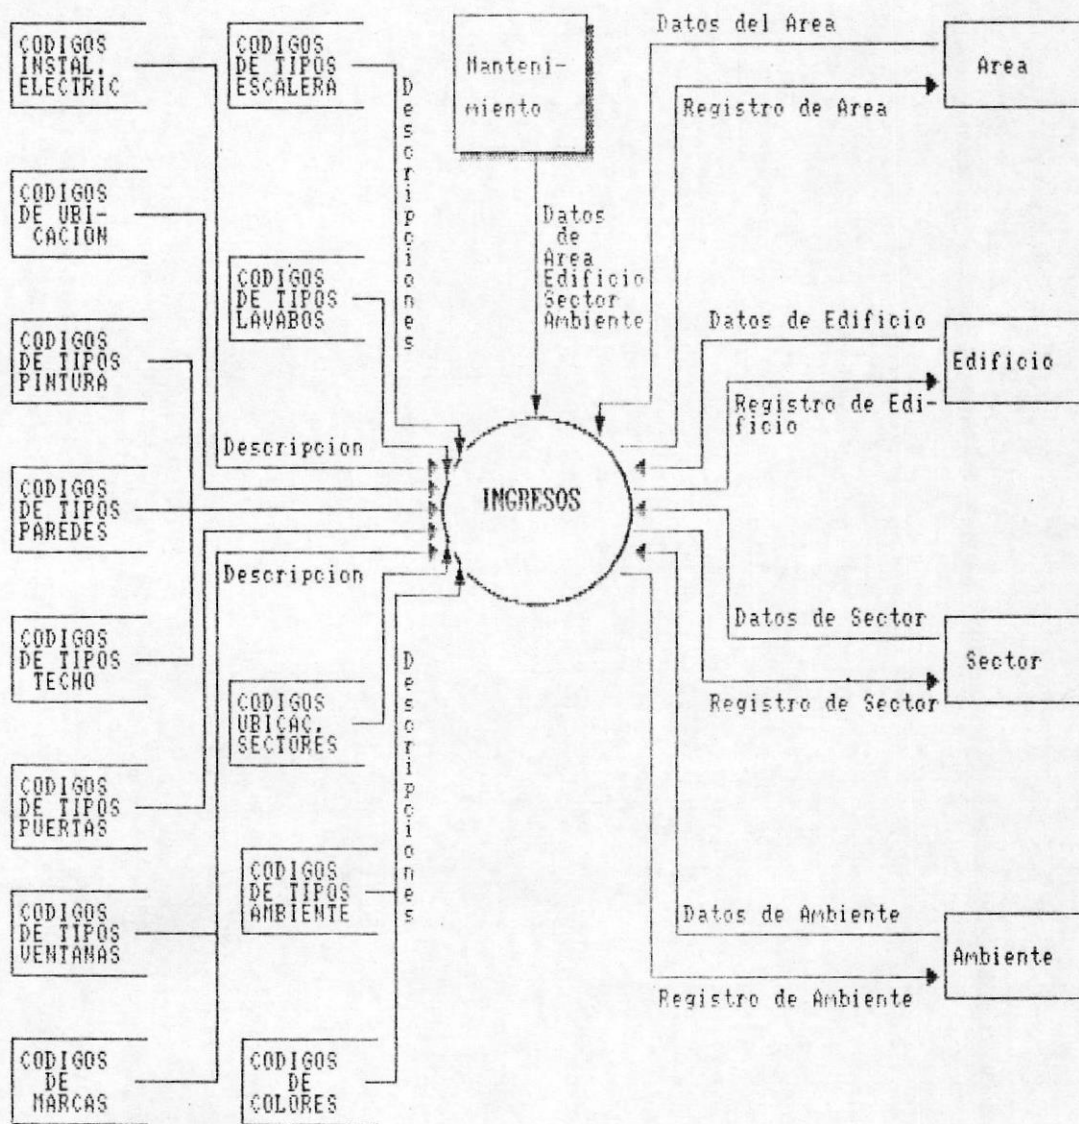 CODIGOS
INSTAL.
ELECTRIC
CODIGOS
DE UBI-
CACION
CODIGOS
DE TIPOS
PINTURA
CODIGOS
DE TIPOS
PAREDES
CODIGOS
DE TIPOS
TECHO
CODIGOS
DE TIPOS
PUERTAS
CODIGOS
DE TIPOS
VENTANAS
CODIGOS
DE
MARCAS
CODIGOS
DE TIPOS
ESCALERA
CODIGOS
DE TIPOS
LAVABOS
Descripcion
Descripcion
CODIGOS
UBICAC.
SECTORES
CODIGOS
DE TIPOS
AMBIENTE
CODIGOS
DE
COLORES
Descripciones
Descripciones
Manteni-
miento
Datos
de
Area
Edificio
Sector
Ambiente
INGRESOS
Datos del Area
Registro de Area
Area
Datos de Edificio
Registro de Edi-
ficio
Edificio
Datos de Sector
Registro de Sector
Sector
Datos de Ambiente
Registro de Ambiente
Ambiente